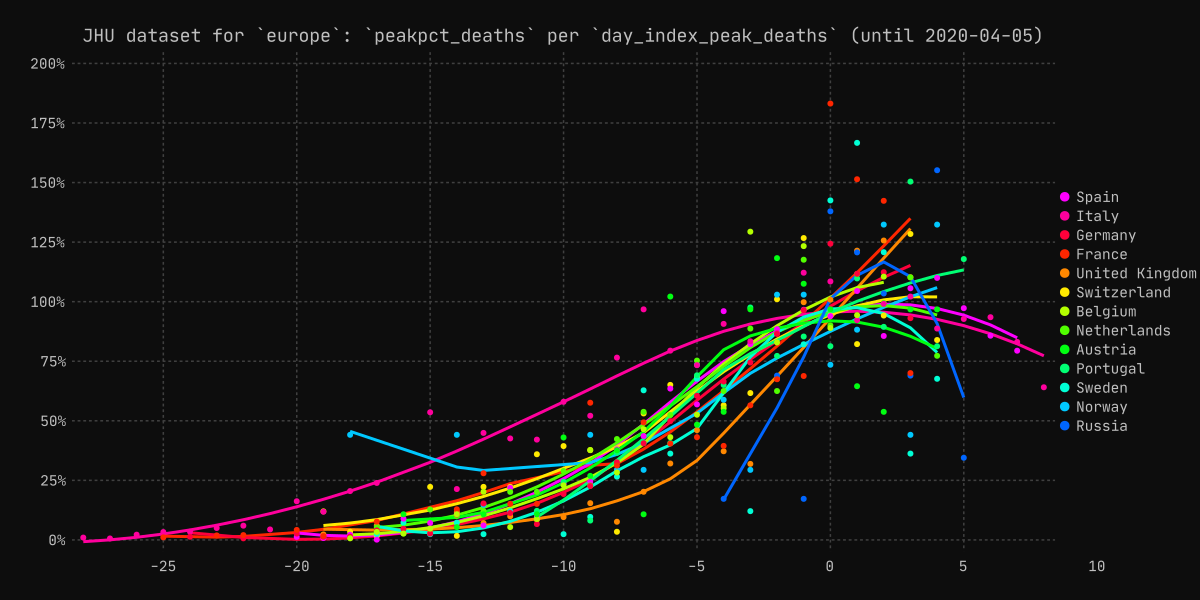 JHU dataset for `europe`: `peakpct_deaths` per `day_index_peak_deaths` (until 2020-04-05)
200%
175%
150%
125%
100%
75%
50%
25%
0%
-25
-20
-15
-10
-5
0
5
10
Spain
Italy
Germany
France
United Kingdom
Switzerland
Belgium
Netherlands
Austria
Portugal
Sweden
Norway
Russia